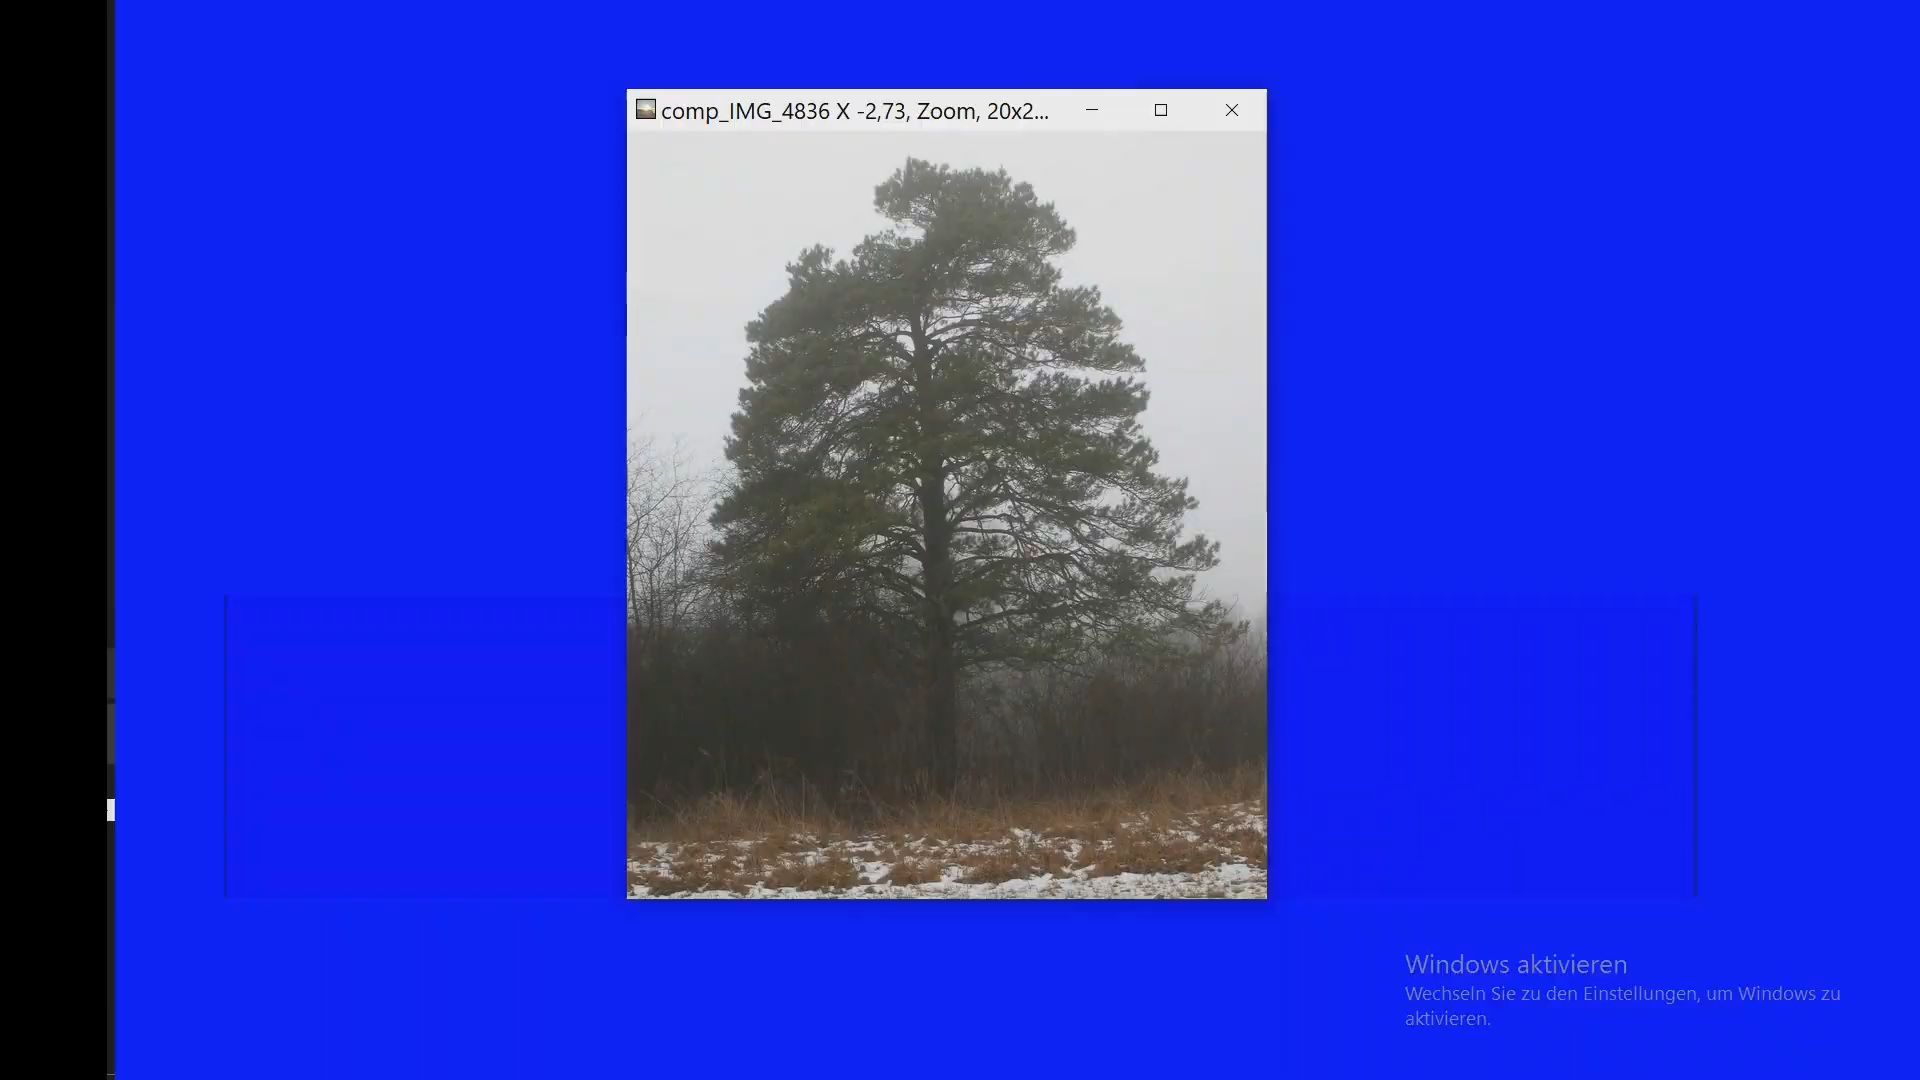 comp_IMG_4836 X -2,73, Zoom, 20x2...
Windows aktivieren
Wechseln Sie zu den Einstellungen, um Windows zu
aktivieren.